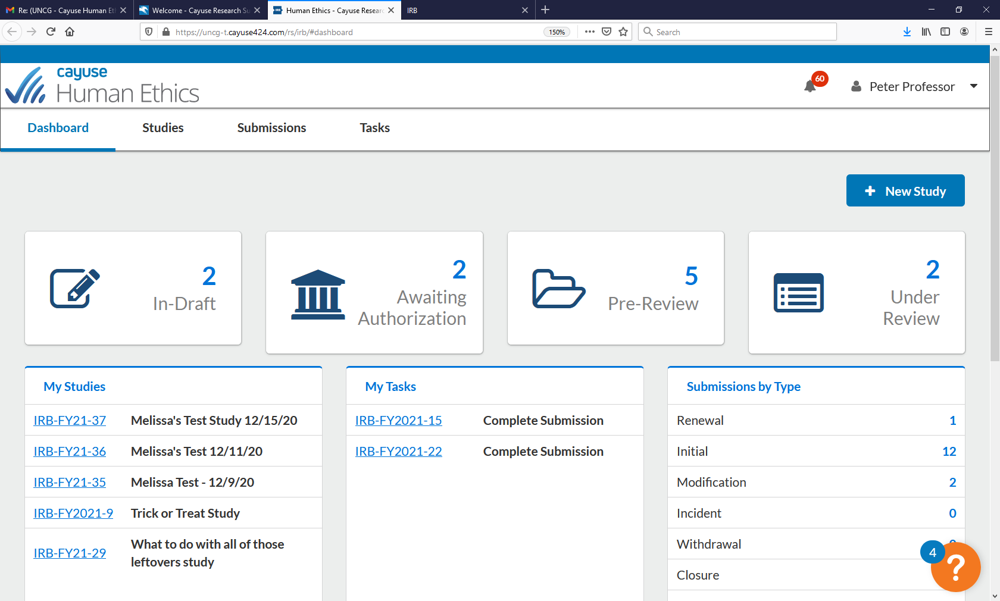 Re: (UNCG - Cayuse Human Et
Welcome - Cayuse Research Su
Human Ethics - Cayuse Researc
IRB
https://uncg-t.cayuse424.com/rs/irb/#dashboard
150%
Search
cayuse
Human Ethics
60
Peter Professor
Dashboard
Studies
Submissions
Tasks
New Study
2
In-Draft
2
Awaiting
Authorization
5
Pre-Review
2
Under
Review
My Studies
IRB-FY21-37 Melissa's Test Study 12/15/20
IRB-FY21-36 Melissa's Test 12/11/20
IRB-FY21-35 Melissa Test - 12/9/20
IRB-FY2021-9 Trick or Treat Study
IRB-FY21-29 What to do with all of those
leftovers study
My Tasks
IRB-FY2021-15 Complete Submission
IRB-FY2021-22 Complete Submission
Submissions by Type
Renewal 1
Initial 12
Modification 2
Incident 0
Withdrawal
Closure
4
?